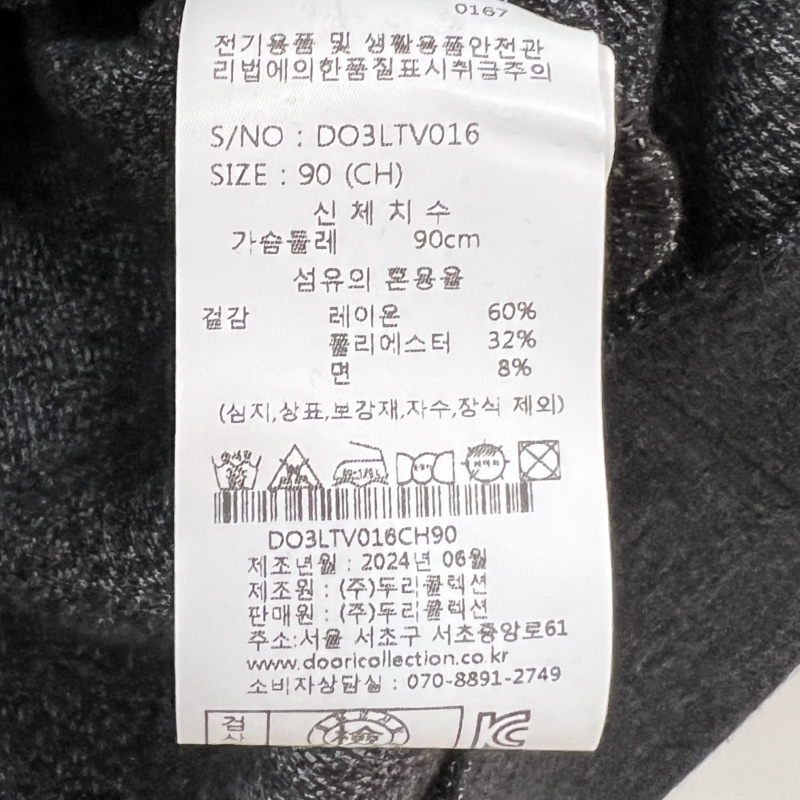 0167
전기용품 및 생활용품안전관
리법에의한품질표시취급주의
S/NO : DO3LTV016
SIZE : 90 (CH)
신 체 치 수
가슴둘레 90cm
섬유의 혼용율
겉감 레이온 60%
폴리에스터 32%
면 8%
(심지,상표,보강재,자수,장식 제외)
DO3LTV016CH90
제조년월 : 2024년 06월
제조원 : (주)두리콜렉션
판매원 : (주)두리콜렉션
주소:서울 서초구 서초중앙로61
www.dooricollection.co.kr
소비자상담실 : 070-8891-2749
검
KC